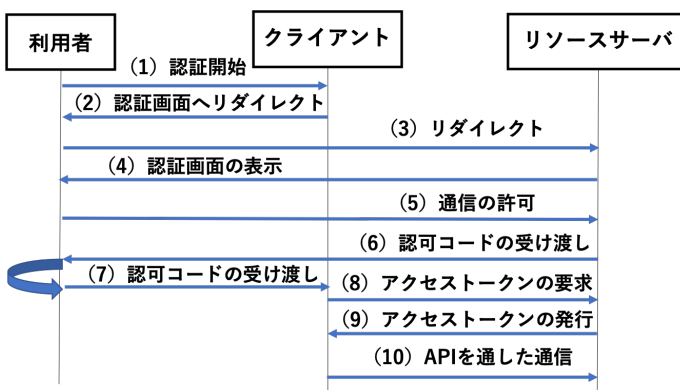 利用者
クライアント
リソースサーバ
（1）認証開始
（2）認証画面へリダイレクト
（3）リダイレクト
（4）認証画面の表示
（5）通信の許可
（6）認可コードの受け渡し
（7）認可コードの受け渡し
（8）アクセストークンの要求
（9）アクセストークンの発行
（10）APIを通した通信